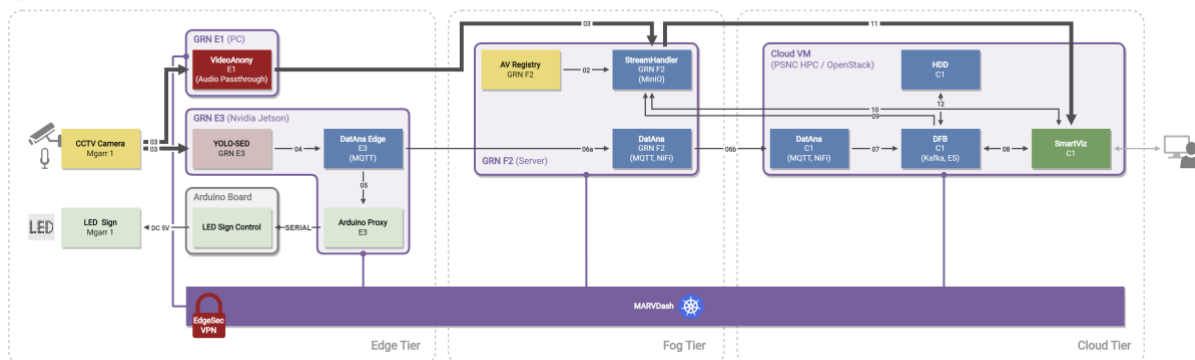 GRN E1 (PC)
VideoAnony
E1
(Audio Passthrough)
03
11
AV Registry
GRN F2
02
StreamHandler
GRN F2
(MinIO)
Cloud VM
(PSNC HPC / OpenStack)
HDD
C1
12
10
09
CCTV Camera
Mgarr 1
03
03
GRN E3 (Nvidia Jetson)
YOLO-SED
GRN E3
04
DatAna Edge
E3
(MQTT)
06a
DatAna
GRN F2
(MQTT, NiFi)
GRN F2 (Server)
06b
DatAna
C1
(MQTT, NiFi)
07
DFB
C1
(Kafka, ES)
08
SmartViz
C1
05
Arduino Board
LED
LED Sign
Mgarr 1
DC 5V
LED Sign Control
SERIAL
Arduino Proxy
E3
MARVDash
EdgeSec
VPN
Edge Tier
Fog Tier
Cloud Tier